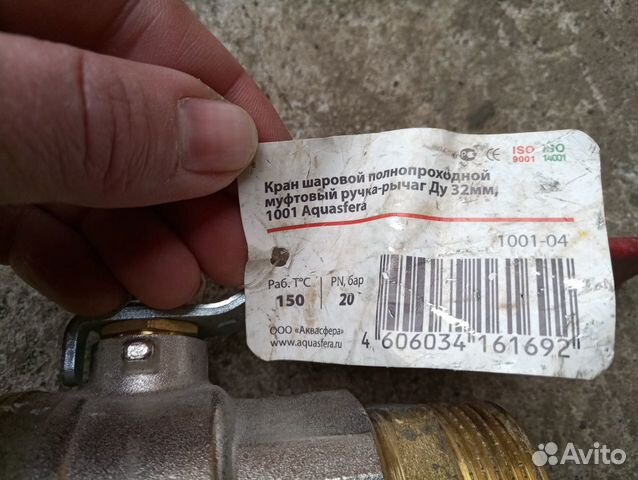 ISO 9001
ISO 14001
Кран шаровой полнопроходной
муфтовый ручка-рычаг Ду 32мм,
1001 Aquasfera
1001-04
Раб. T°C
PN, бар
150
20
ООО «Аквасфера»
www.aquasfera.ru
4 606034 161692
Avito